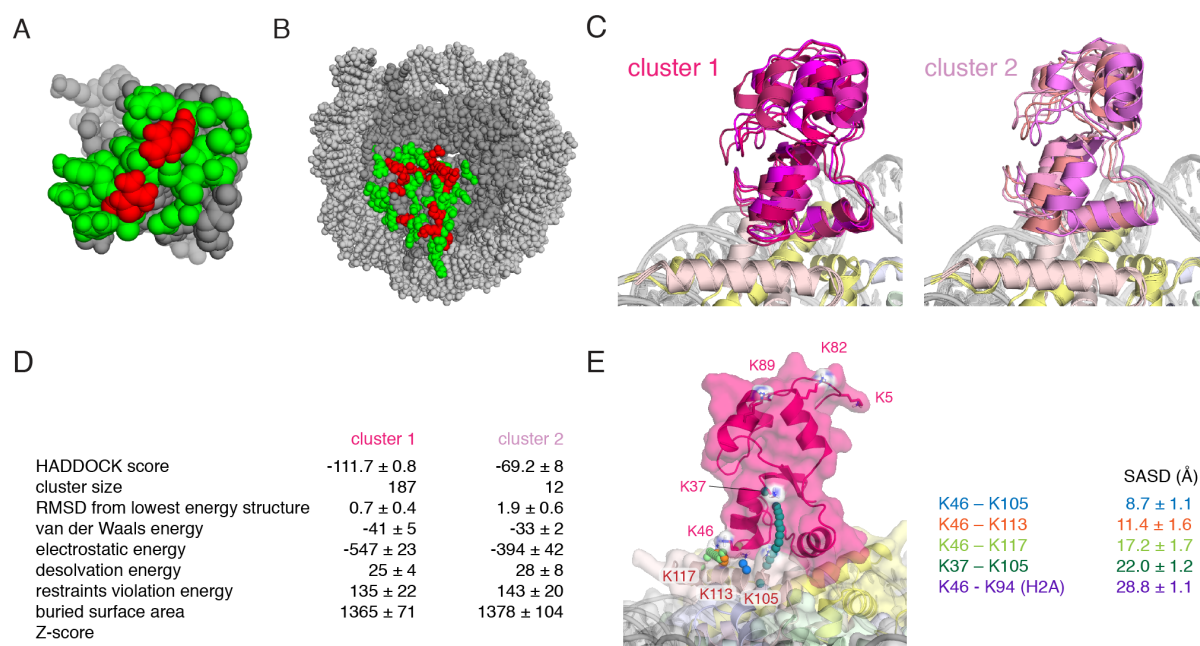 A
B
C
cluster 1
cluster 2
D
cluster 1 cluster 2
HADDOCK score -111.7 ± 0.8 -69.2 ± 8
cluster size 187 12
RMSD from lowest energy structure 0.7 ± 0.4 1.9 ± 0.6
van der Waals energy -41 ± 5 -33 ± 2
electrostatic energy -547 ± 23 -394 ± 42
desolvation energy 25 ± 4 28 ± 8
restraints violation energy 135 ± 22 143 ± 20
buried surface area 1365 ± 71 1378 ± 104
Z-score
E
K82
K89
K5
K37
K46
K117
K113
K105
SASD (Å)
K46 – K105 8.7 ± 1.1
K46 – K113 11.4 ± 1.6
K46 – K117 17.2 ± 1.7
K37 – K105 22.0 ± 1.2
K46 - K94 (H2A) 28.8 ± 1.1